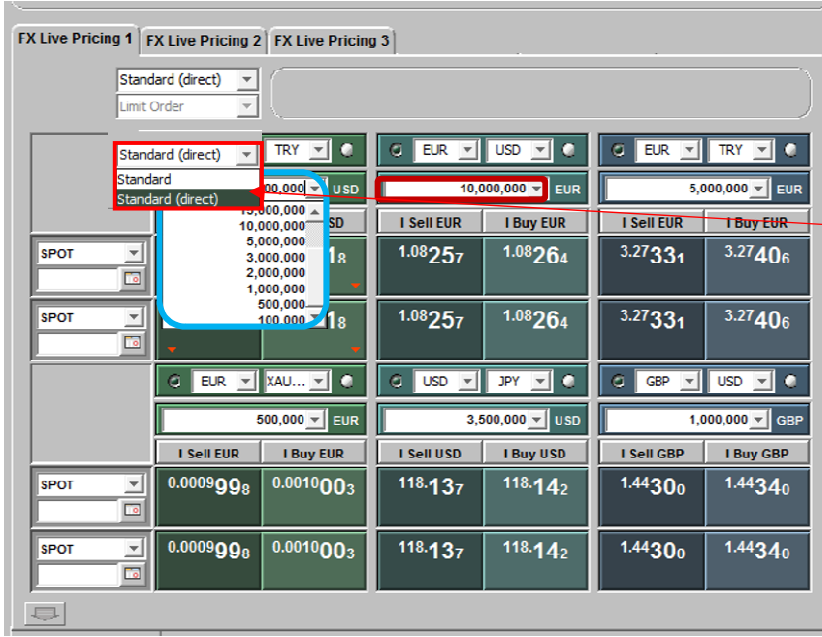 FX Live Pricing 1 FX Live Pricing 2 FX Live Pricing 3
Standard (direct)
Limit Order
Standard (direct) TRY EUR USD EUR TRY
Standard
Standard (direct) 00,000 USD 10,000,000 EUR 5,000,000 EUR
15,000,000
10,000,000 SD I Sell EUR I Buy EUR I Sell EUR I Buy EUR
5,000,000
SPOT 3,000,000 18 1.08257 1.08264 3.27331 3.27406
2,000,000
1,000,000
500,000
SPOT 100,000 18 1.08257 1.08264 3.27331 3.27406
EUR XAU... USD JPY GBP USD
500,000 EUR 3,500,000 USD 1,000,000 GBP
I Sell EUR I Buy EUR I Sell USD I Buy USD I Sell GBP I Buy GBP
SPOT 0.0009998 0.0010003 118.137 118.142 1.44300 1.44340
SPOT 0.0009998 0.0010003 118.137 118.142 1.44300 1.44340